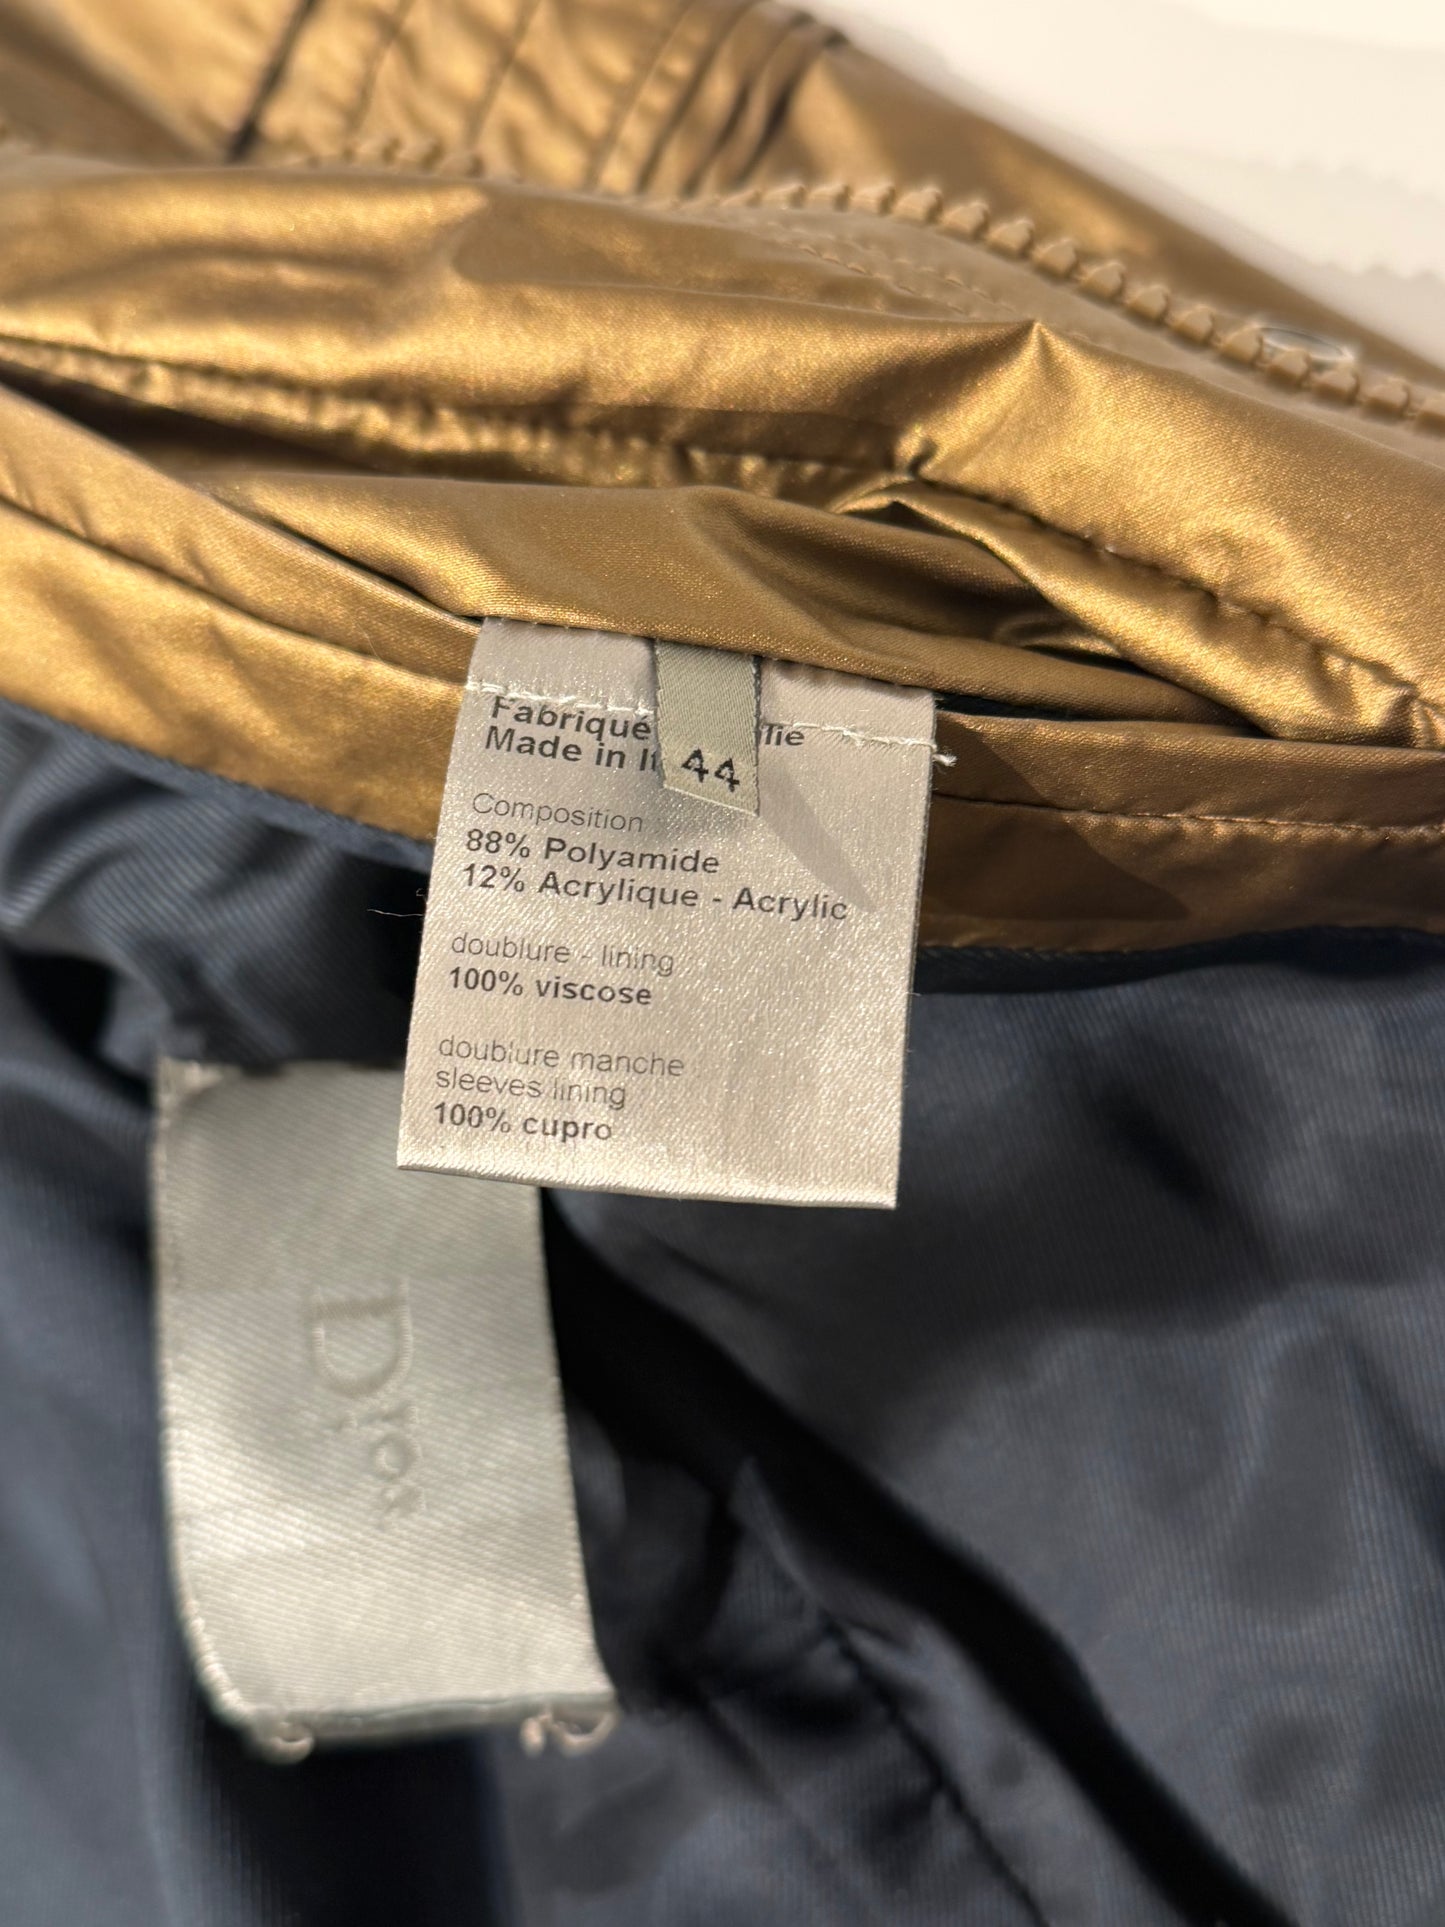 Fabriqué
Made in It
44
Composition
88% Polyamide
12% Acrylique - Acrylic
doublure - lining
100% viscose
doublure manche
sleeves lining
100% cupro
Dior